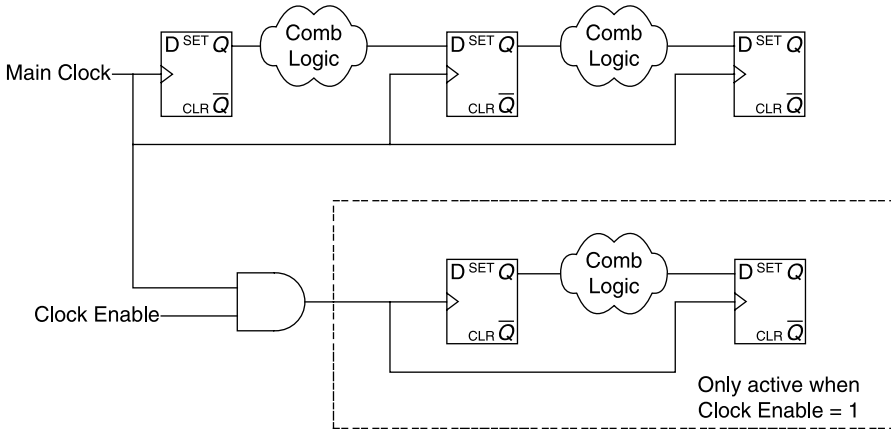 Comb
Logic
Comb
Logic
D SET Q
D SET Q
D SET Q
Main Clock
CLR Q̅
CLR Q̅
CLR Q̅
D SET Q
Comb
Logic
D SET Q
Clock Enable
CLR Q̅
CLR Q̅
Only active when
Clock Enable = 1